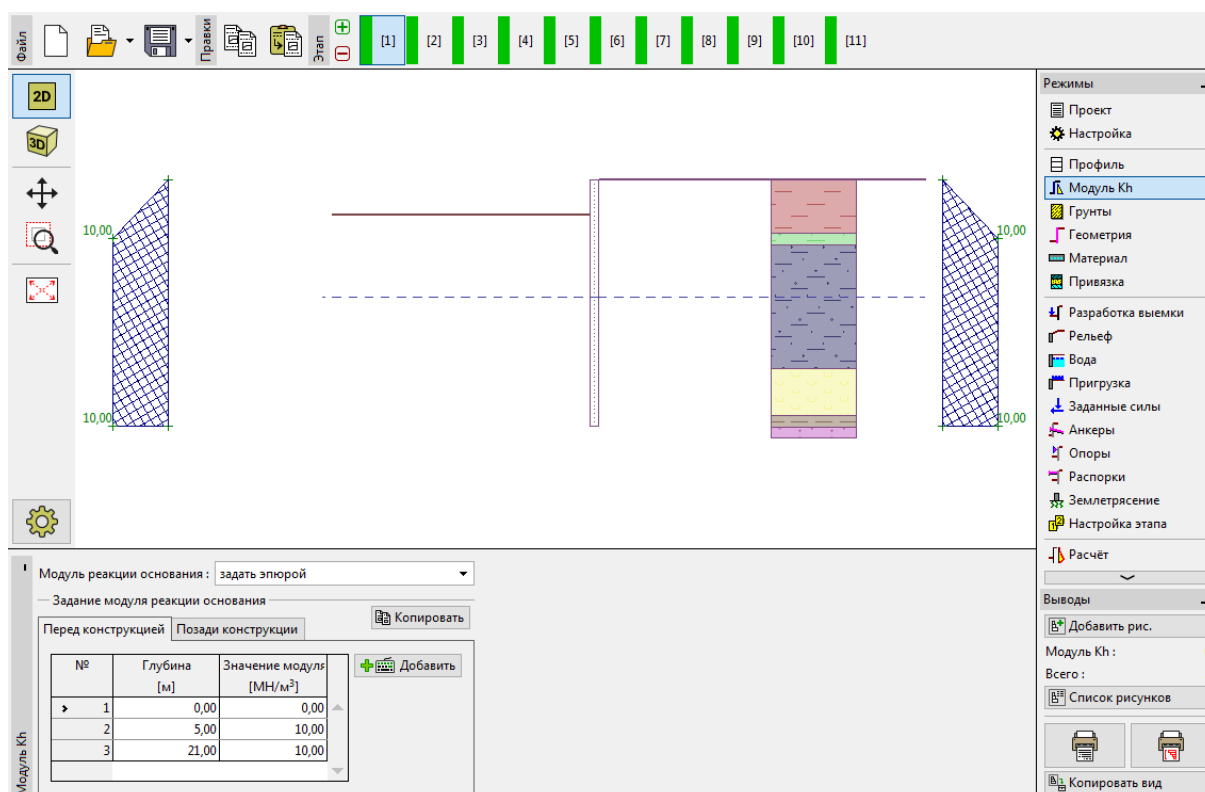 Файл
Правки
Этап
[1] [2] [3] [4] [5] [6] [7] [8] [9] [10] [11]
2D
3D
10,00
10,00
10,00
10,00
Режимы
Проект
Настройка
Профиль
Модуль Kh
Грунты
Геометрия
Материал
Привязка
Разработка выемки
Рельеф
Вода
Пригрузка
Заданные силы
Анкеры
Опоры
Распорки
Землетрясение
Настройка этапа
Расчёт
Выводы
Добавить рис.
Модуль Kh :
Всего :
Список рисунков
Копировать вид
Модуль Kh
Модуль реакции основания : задать эпюрой
Задание модуля реакции основания
Копировать
Перед конструкцией Позади конструкции
№ Глубина Значение модуля
[м] [МН/м³]
Добавить
1 0,00 0,00
2 5,00 10,00
3 21,00 10,00